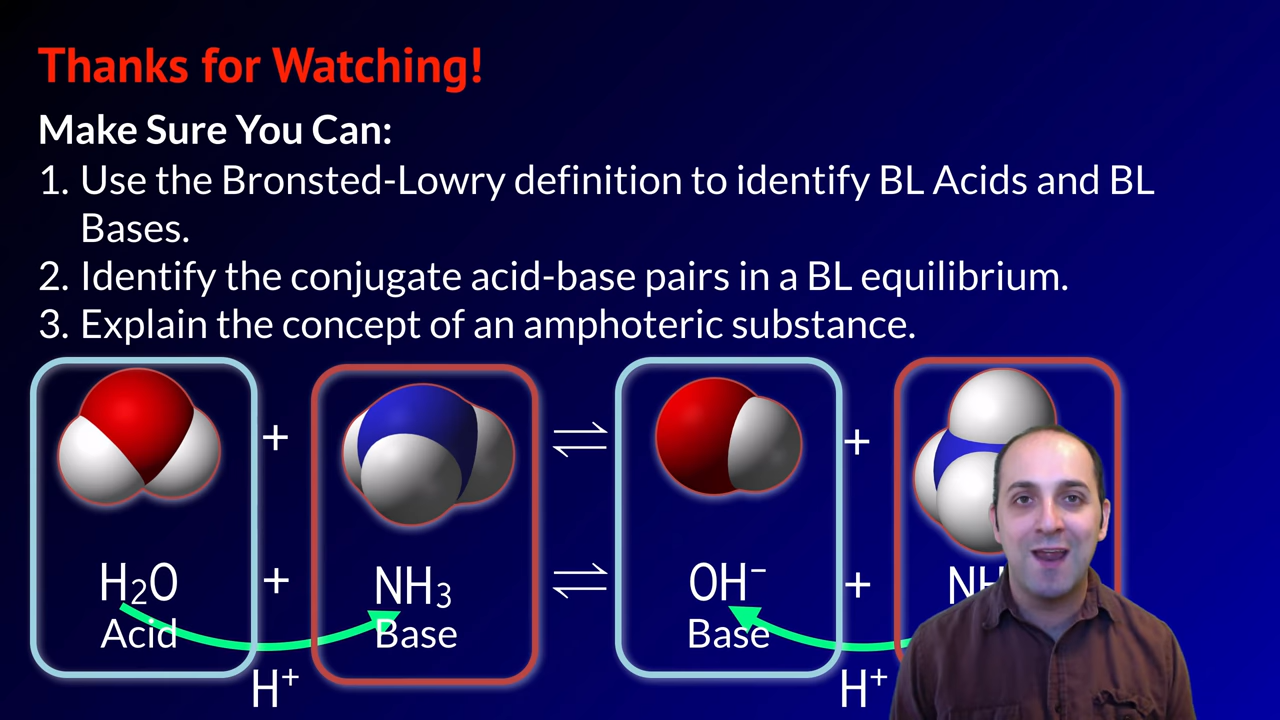 Thanks for Watching!
Make Sure You Can:
1. Use the Bronsted-Lowry definition to identify BL Acids and BL
Bases.
2. Identify the conjugate acid-base pairs in a BL equilibrium.
3. Explain the concept of an amphoteric substance.
+ ⇌ +
H₂O + NH₃ ⇌ OH⁻ + NH
Acid Base Base
H⁺ H⁺